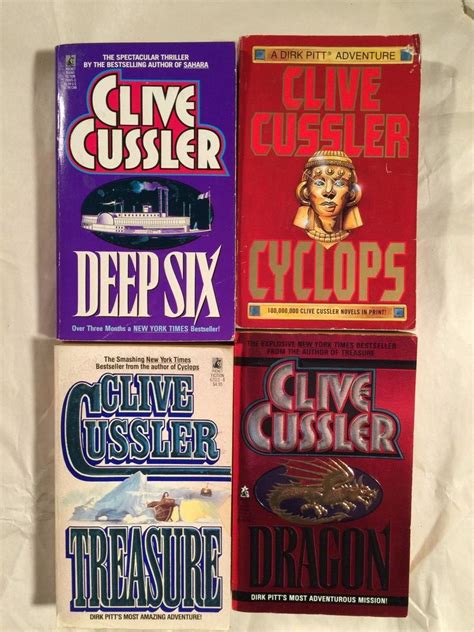 THE SPECTACULAR THRILLER
BY THE BESTSELLING AUTHOR OF SAHARA
CLIVE
CUSSLER
DEEP SIX
Over Three Months a NEW YORK TIMES Bestseller!
A DIRK PITT® ADVENTURE
CLIVE
CUSSLER
CYCLOPS
100,000,000 CLIVE CUSSLER NOVELS IN PRINT!
The Smashing New York Times
Bestseller from the author of Cyclops
POCKET
FICTION
CLIVE
CUSSLER
TREASURE
DIRK PITT'S MOST AMAZING ADVENTURE!
THE EXPLOSIVE NEW YORK TIMES BESTSELLER
FROM THE AUTHOR OF TREASURE
CLIVE
CUSSLER
DRAGON
DIRK PITT'S MOST ADVENTUROUS MISSION!